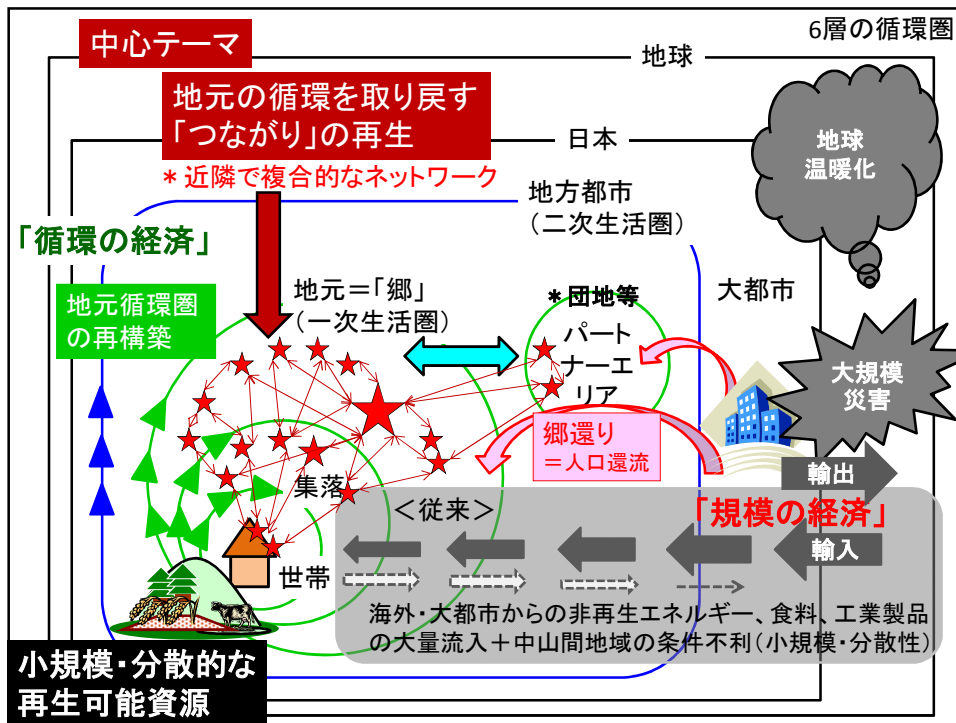 6層の循環圏
中心テーマ
地球
地元の循環を取り戻す
「つながり」の再生
日本
地球
温暖化
*近隣で複合的なネットワーク
地方都市
（二次生活圏）
「循環の経済」
地元循環圏
の再構築
地元＝「郷」
（一次生活圏）
*団地等
大都市
パート
ナーエ
リア
大規模
災害
郷還り
＝人口還流
輸出
集落
＜従来＞
「規模の経済」
輸入
世帯
海外・大都市からの非再生エネルギー、食料、工業製品
の大量流入＋中山間地域の条件不利（小規模・分散性）
小規模・分散的な
再生可能資源